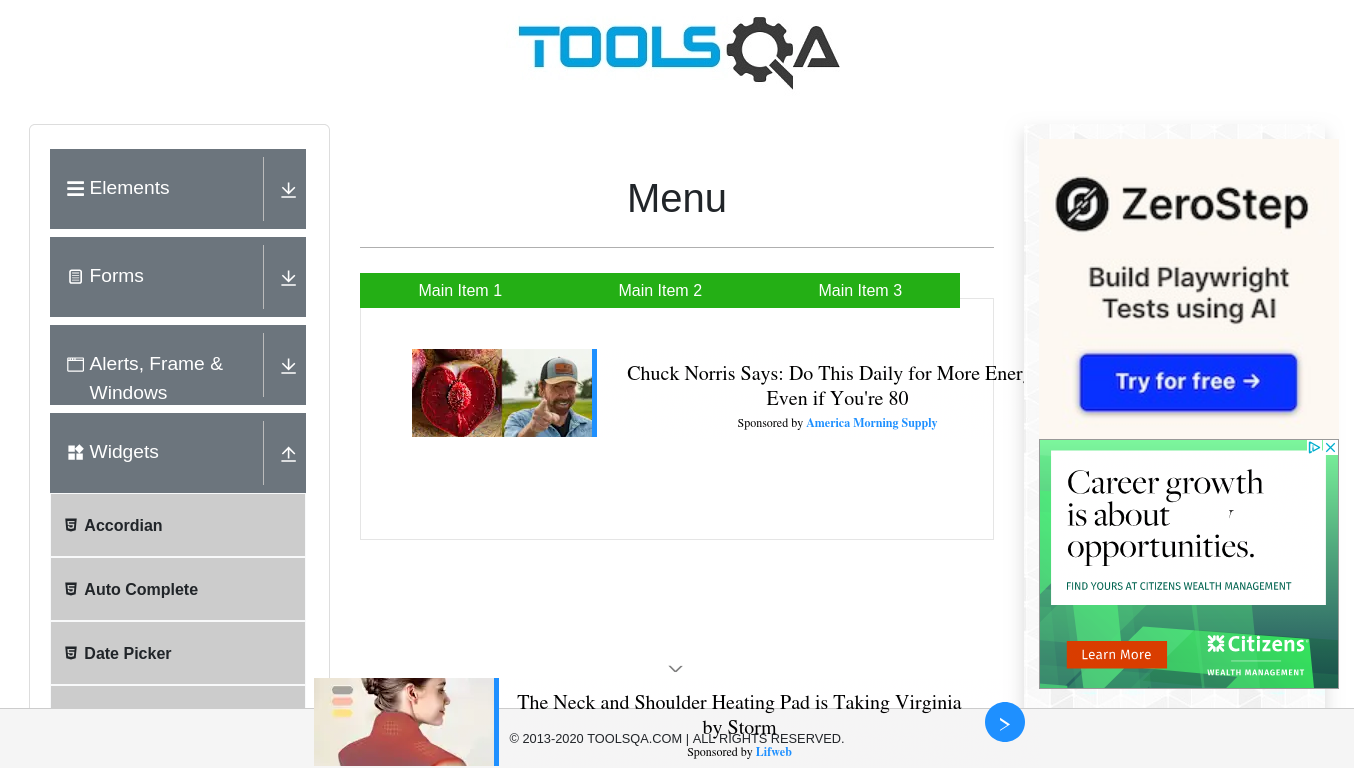 TOOLSQA
Elements
Forms
Alerts, Frame &
Windows
Widgets
Accordian
Auto Complete
Date Picker
Menu
Main Item 1
Main Item 2
Main Item 3
Chuck Norris Says: Do This Daily for More Ener
Even if You're 80
Sponsored by America Morning Supply
ZeroStep
Build Playwright
Tests using AI
Try for free →
Career growth
is about
opportunities.
FIND YOURS AT CITIZENS WEALTH MANAGEMENT
Learn More
Citizens
WEALTH MANAGEMENT
The Neck and Shoulder Heating Pad is Taking Virginia
by Storm
© 2013-2020 TOOLSQA.COM | ALL RIGHTS RESERVED.
Sponsored by Lifweb